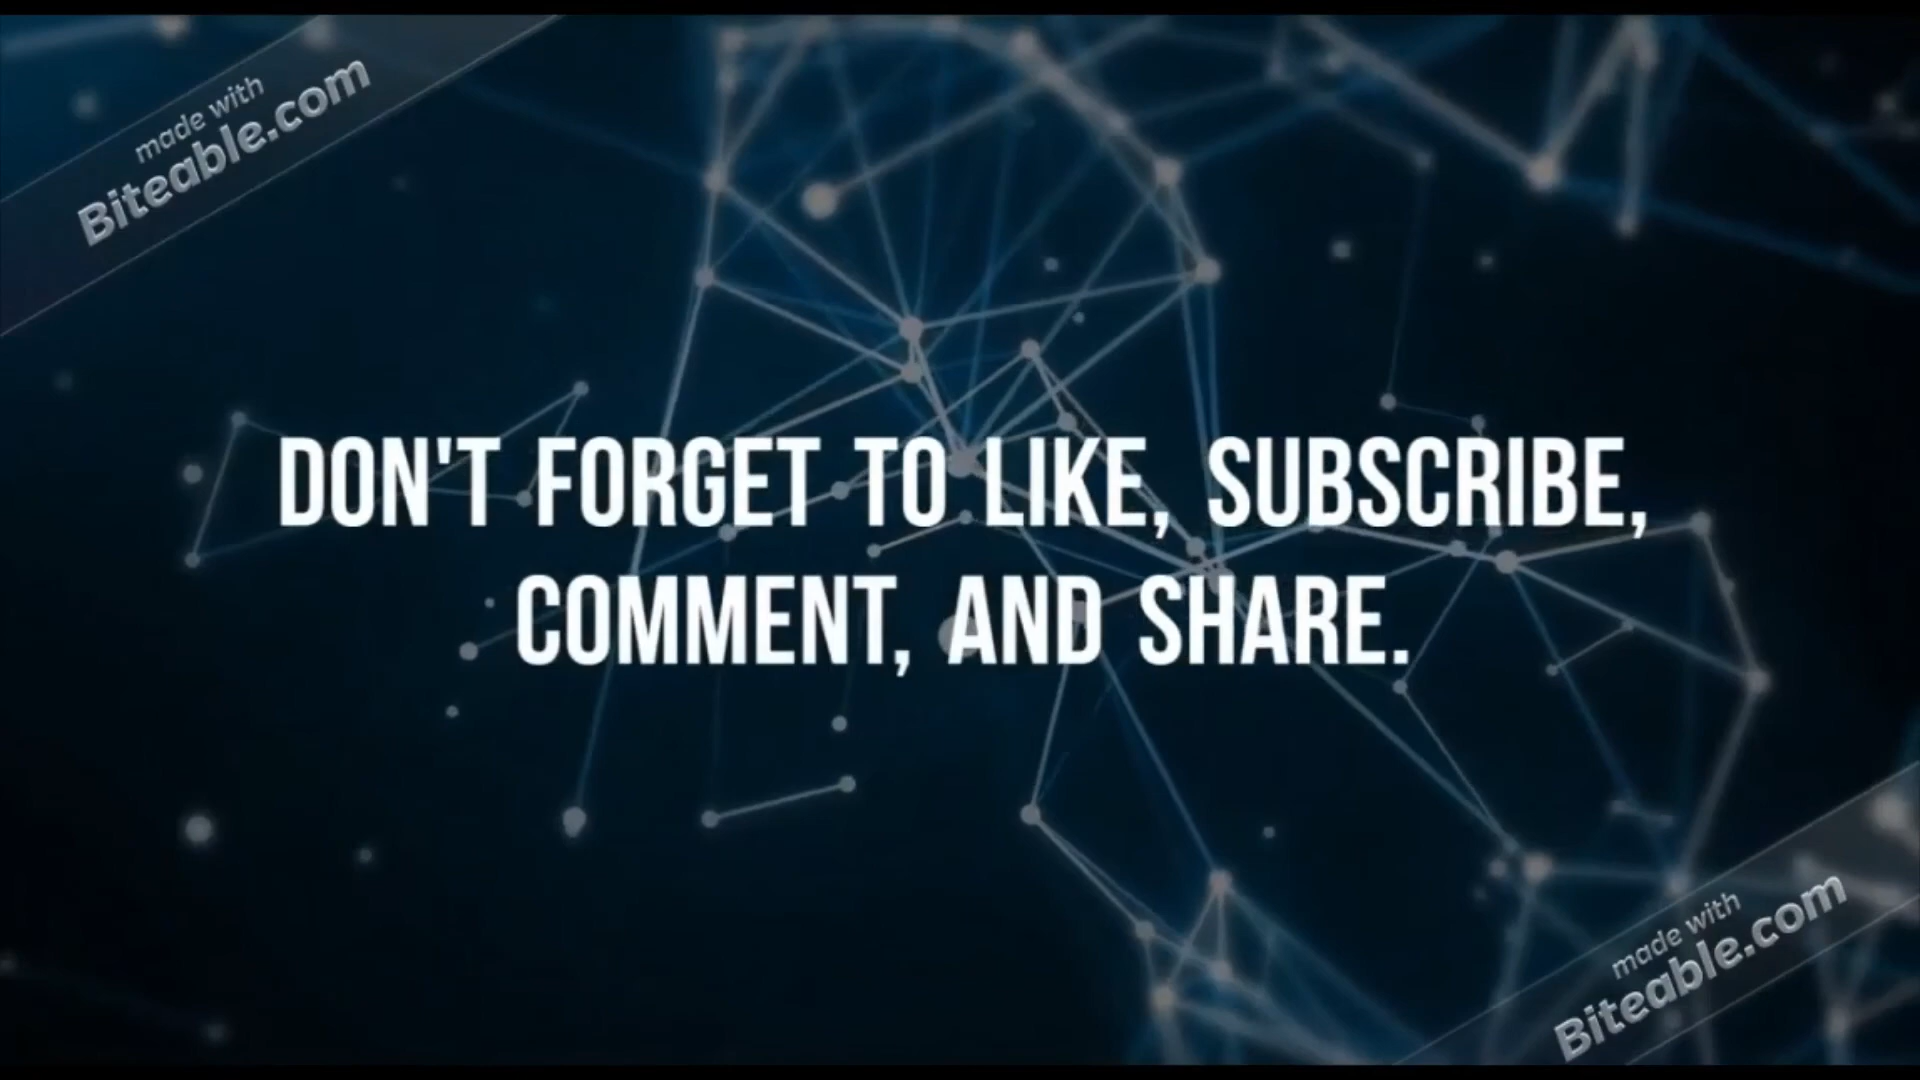 made with
Biteable.com
DON'T FORGET TO LIKE, SUBSCRIBE,
COMMENT, AND SHARE.
made with
Biteable.com